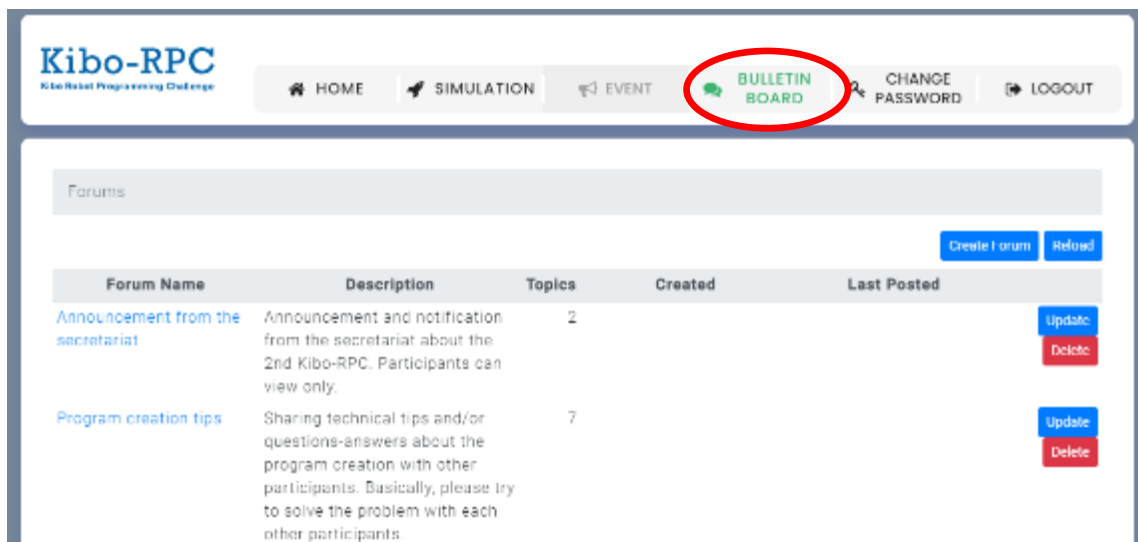 Kibo-RPC
Kibo Robot Programming Challenge
HOME
SIMULATION
EVENT
BULLETIN
BOARD
CHANGE
PASSWORD
LOGOUT
Forums
Create Forum
Reload
Forum Name Description Topics Created Last Posted
Announcement from the
secretariat
Announcement and notification
from the secretariat about the
2nd Kibo-RPC. Participants can
view only.
2
Update
Delete
Program creation tips
Sharing technical tips and/or
questions-answers about the
program creation with other
participants. Basically, please try
to solve the problem with each
other participants.
7
Update
Delete